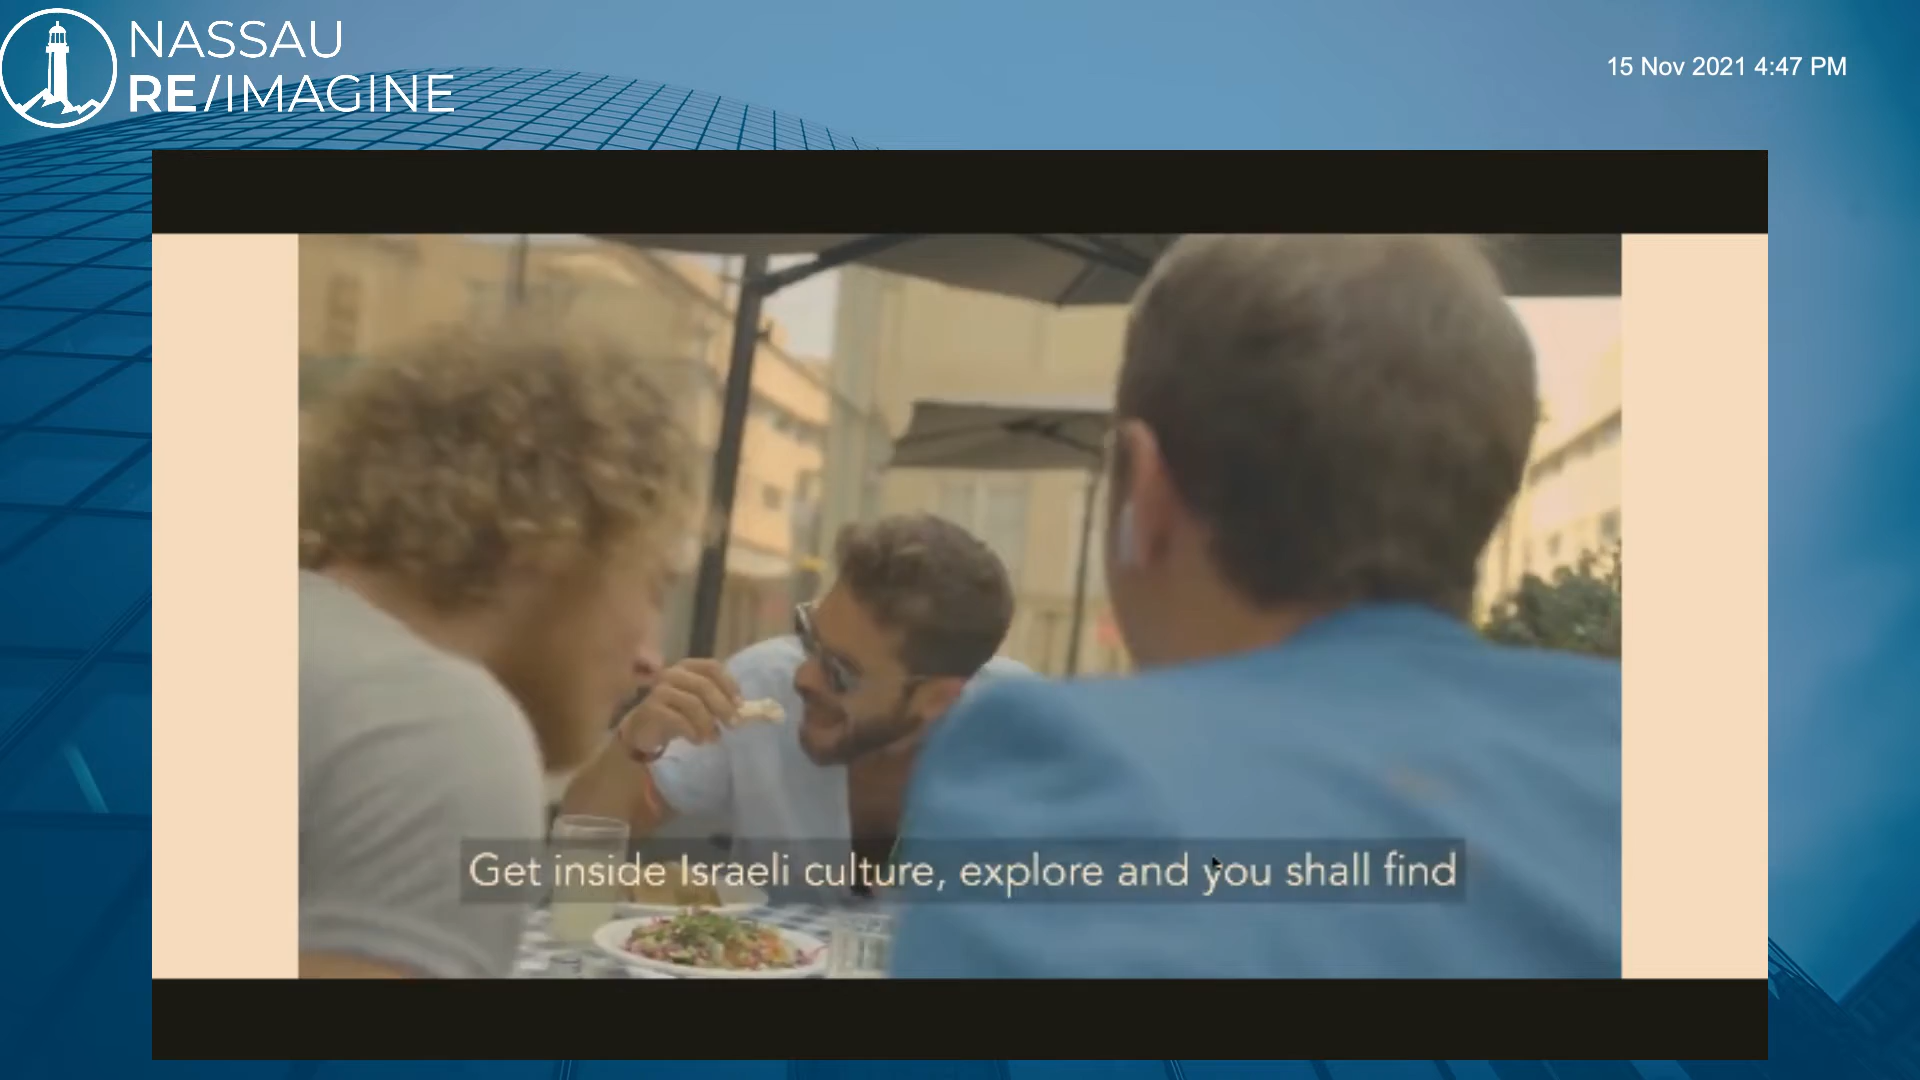 NASSAU
RE/IMAGINE
15 Nov 2021 4:47 PM
Get inside Israeli culture, explore and you shall find